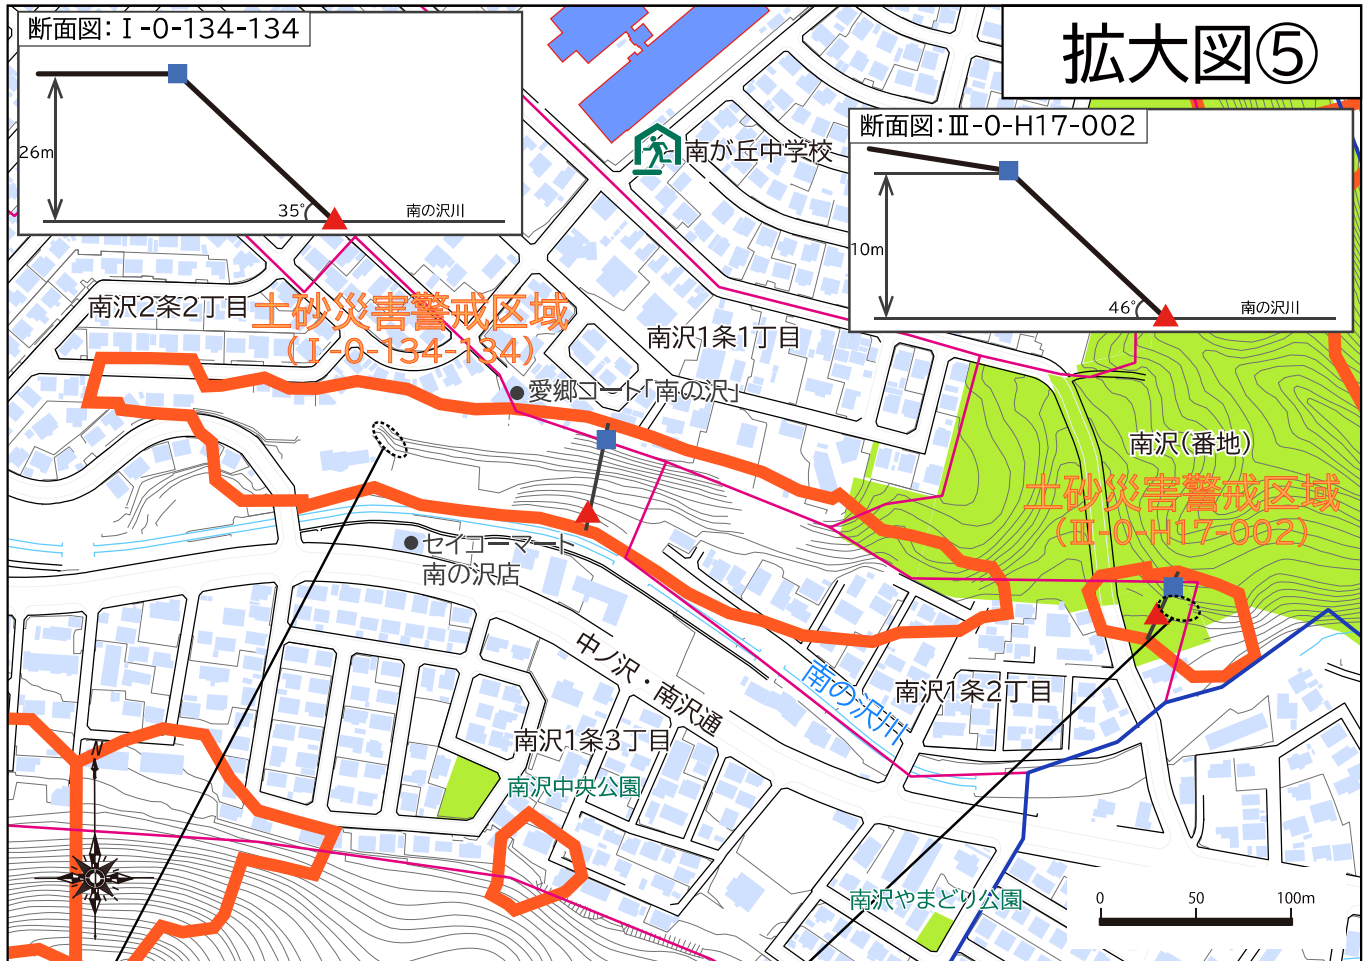 断面図：Ⅰ-0-134-134
26m
35°
南の沢川
拡大図⑤
断面図：Ⅲ-0-H17-002
10m
46°
南の沢川
南が丘中学校
南沢2条2丁目
土砂災害警戒区域
（Ⅰ-0-134-134）
南沢1条1丁目
愛郷コート「南の沢」
南沢（番地）
土砂災害警戒区域
（Ⅲ-0-H17-002）
セイコーマート
南の沢店
中ノ沢・南沢通
南の沢川
南沢1条2丁目
南沢1条3丁目
南沢中央公園
N
南沢やまどり公園
0 50 100m